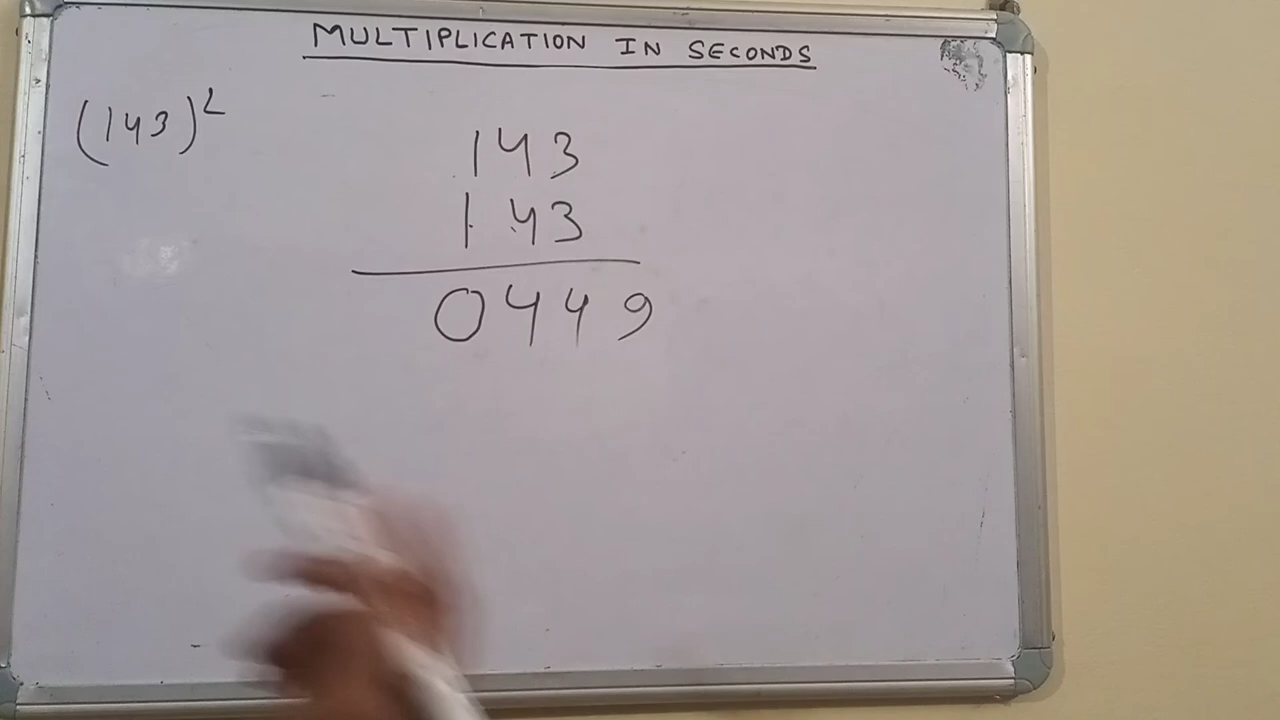 MULTIPLICATION IN SECONDS
(143)²
143
143
0449